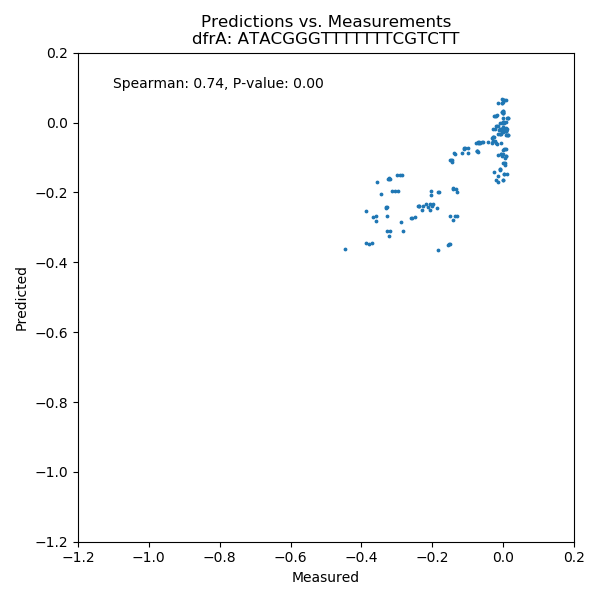 Predictions vs. Measurements
dfrA: ATACGGGTTTTTTTCGTCTT
Spearman: 0.74, P-value: 0.00
0.2
0.0
−0.2
−0.4
−0.6
−0.8
−1.0
−1.2
Predicted
−1.2 −1.0 −0.8 −0.6 −0.4 −0.2 0.0 0.2
Measured